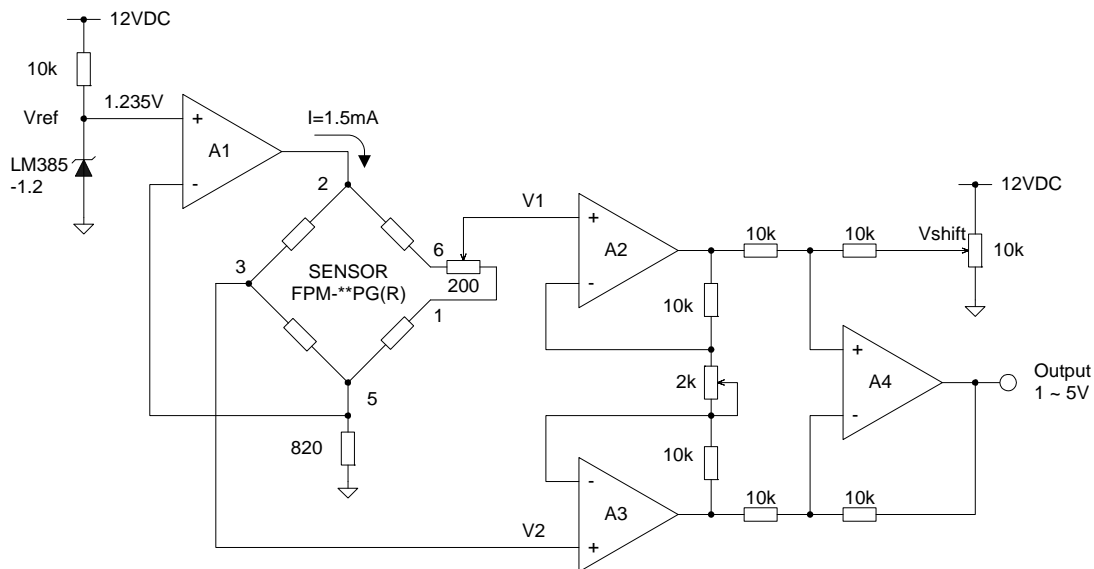 12VDC
10k
1.235V
Vref
LM385
-1.2
+
-
A1
I=1.5mA
2
3
SENSOR
FPM-**PG(R)
6
200
1
5
820
V1
V2
+
-
A2
10k
2k
10k
-
+
A3
10k
10k
Vshift
12VDC
10k
+
-
A4
10k
10k
Output
1 ~ 5V